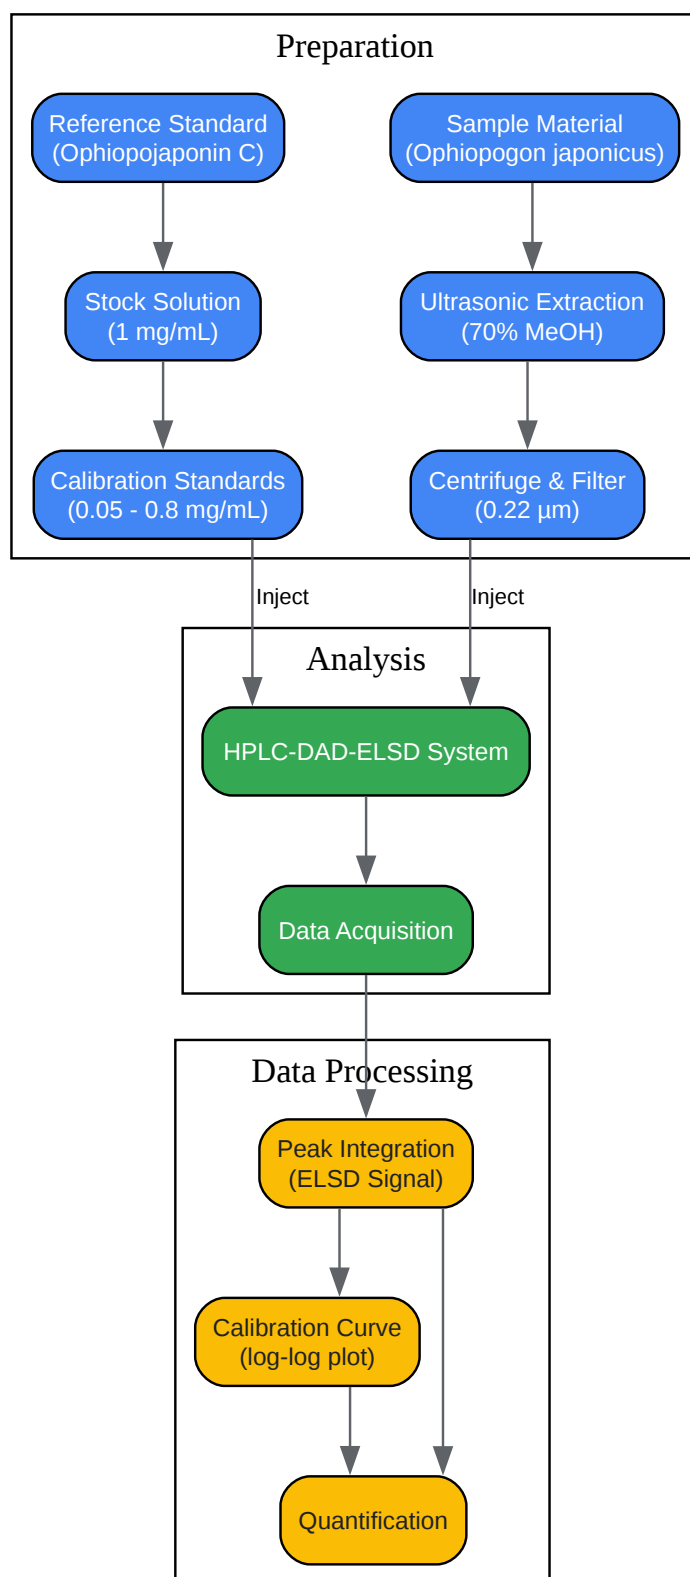 Preparation
Reference Standard
(Ophiopojaponin C)
Sample Material
(Ophiopogon japonicus)
Stock Solution
(1 mg/mL)
Ultrasonic Extraction
(70% MeOH)
Calibration Standards
(0.05 - 0.8 mg/mL)
Centrifuge & Filter
(0.22 µm)
Inject
Inject
Analysis
HPLC-DAD-ELSD System
Data Acquisition
Data Processing
Peak Integration
(ELSD Signal)
Calibration Curve
(log-log plot)
Quantification